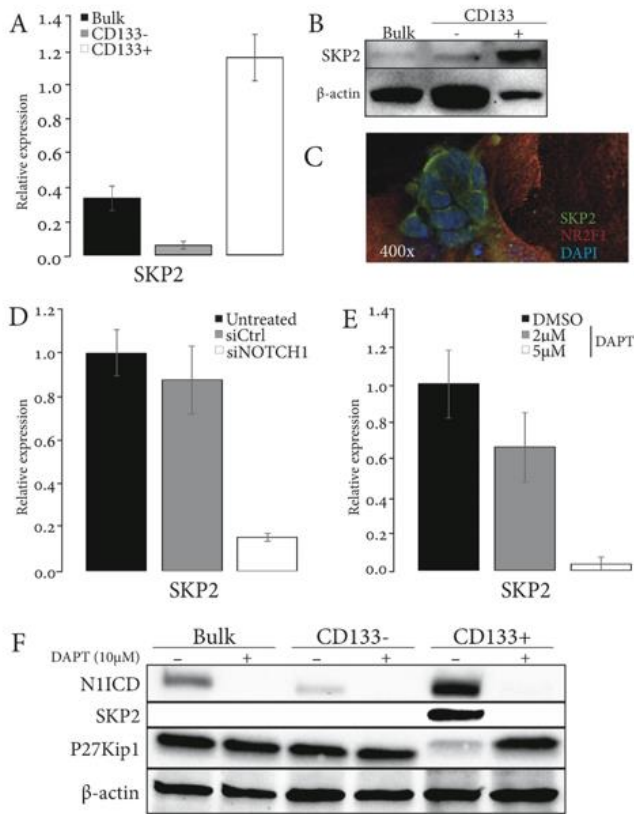 A
Bulk
CD133-
CD133+
Relative expression
1.4
1.2
1.0
0.8
0.6
0.4
0.2
0.0
SKP2
B
CD133
Bulk - +
SKP2
β-actin
C
SKP2
NR2F1
DAPI
400x
D
Untreated
siCtrl
siNOTCH1
Relative expression
1.2
1.0
0.8
0.6
0.4
0.2
0.0
SKP2
E
DMSO
2μM
5μM
DAPT
Relative expression
1.4
1.2
1.0
0.8
0.6
0.4
0.2
0.0
SKP2
F
Bulk CD133- CD133+
DAPT (10μM) – + – + – +
N1ICD
SKP2
P27Kip1
β-actin